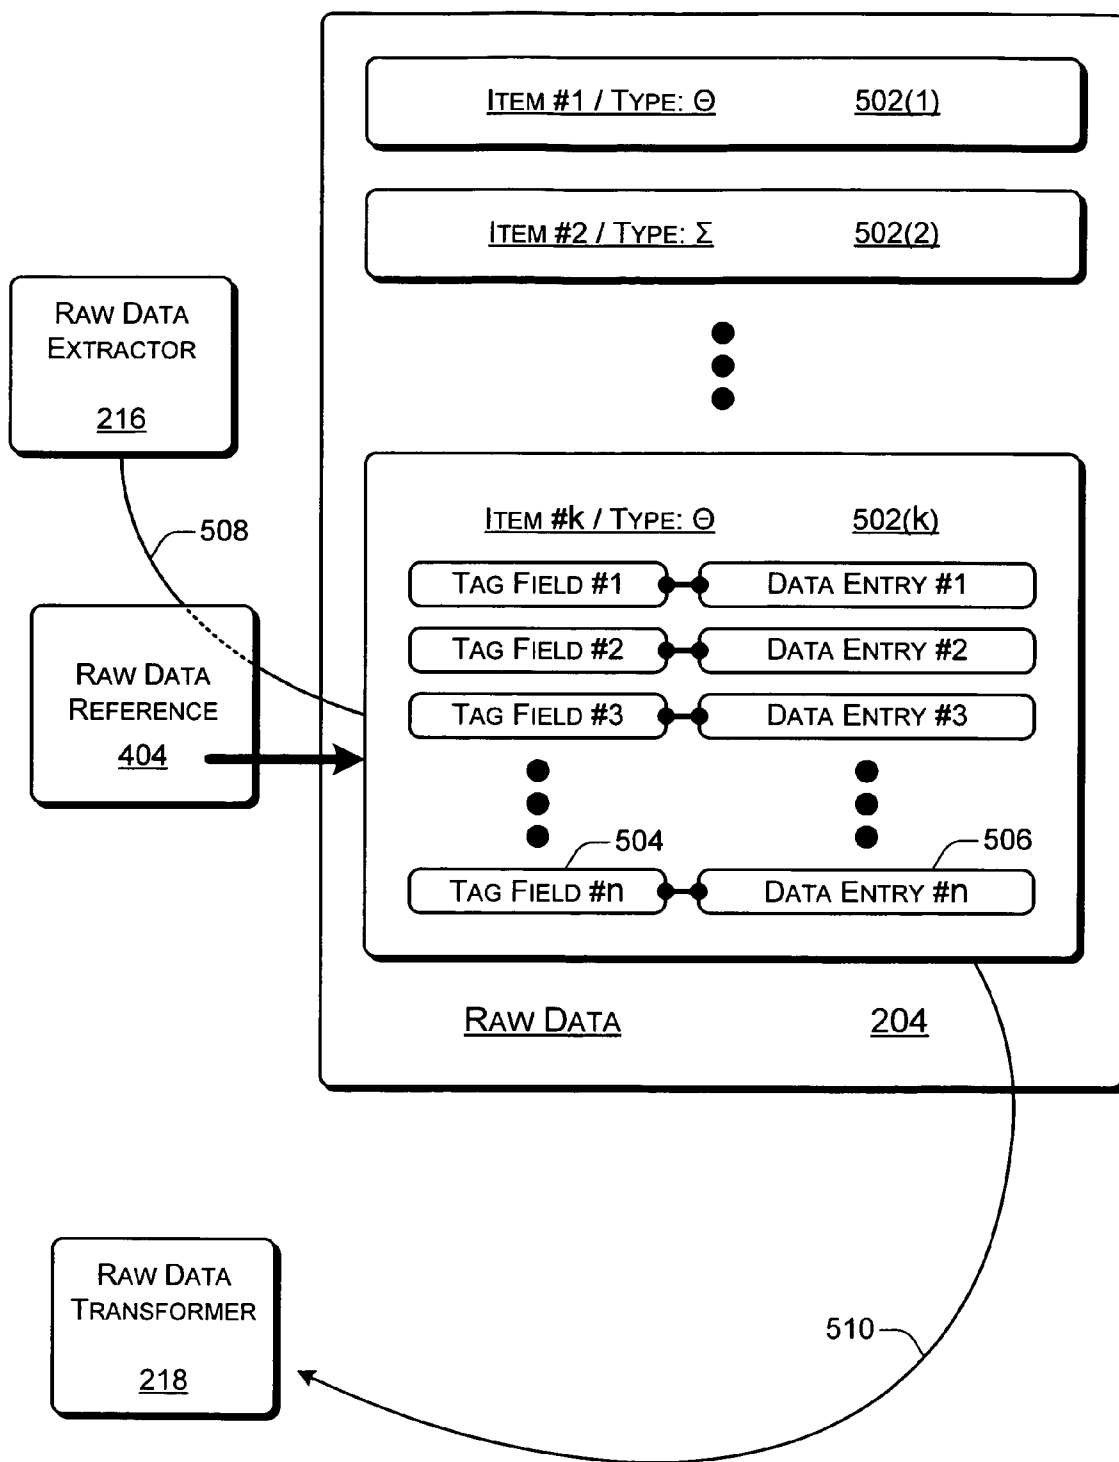 ITEM #1 / TYPE: Θ 502(1)
ITEM #2 / TYPE: Σ 502(2)
RAW DATA
EXTRACTOR
216
508
ITEM #k / TYPE: Θ 502(k)
TAG FIELD #1 DATA ENTRY #1
TAG FIELD #2 DATA ENTRY #2
TAG FIELD #3 DATA ENTRY #3
RAW DATA
REFERENCE
404
504 506
TAG FIELD #n DATA ENTRY #n
RAW DATA 204
RAW DATA
TRANSFORMER
218
510